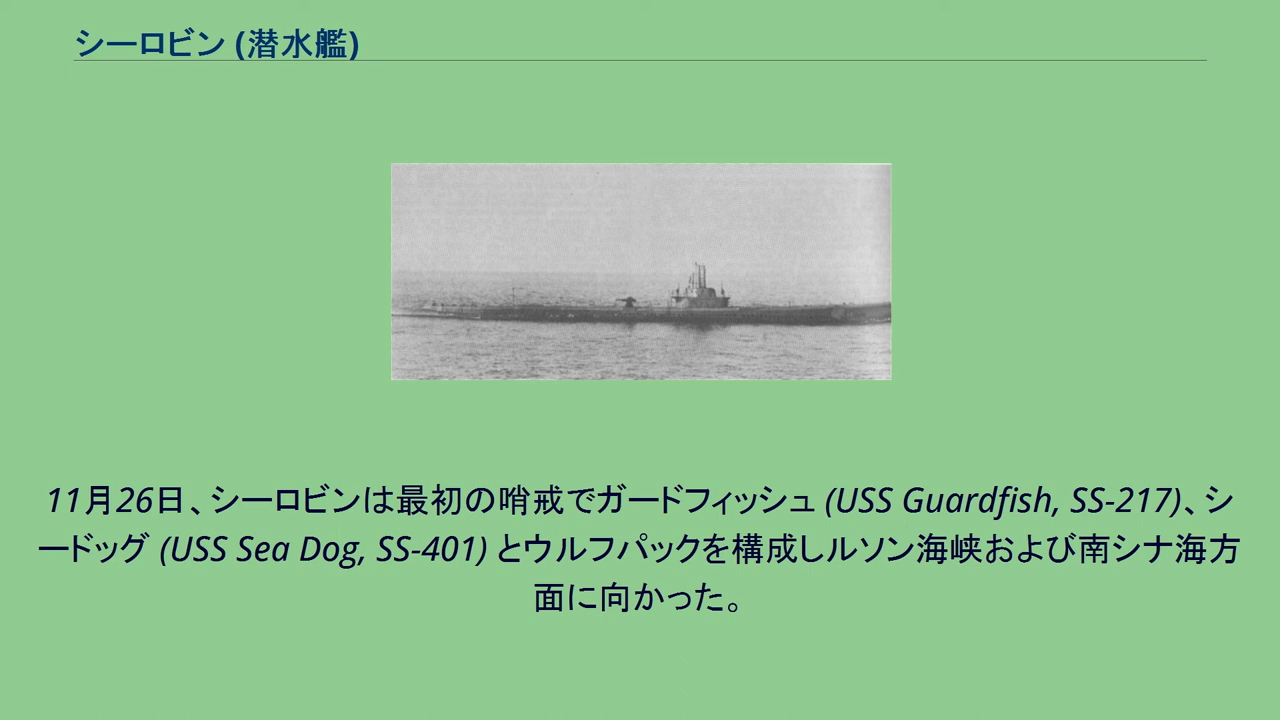 シーロビン (潜水艦)
11月26日、シーロビンは最初の哨戒でガードフィッシュ (USS Guardfish, SS-217)、シ
ードッグ (USS Sea Dog, SS-401) とウルフパックを構成しルソン海峡および南シナ海方
面に向かった。